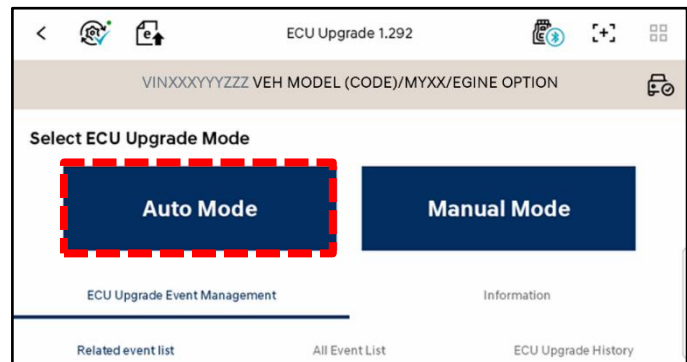 ECU Upgrade 1.292
VINXXXYYYZZZ VEH MODEL (CODE)/MYXX/EGINE OPTION
Select ECU Upgrade Mode
Auto Mode Manual Mode
ECU Upgrade Event Management Information
Related event list All Event List ECU Upgrade History